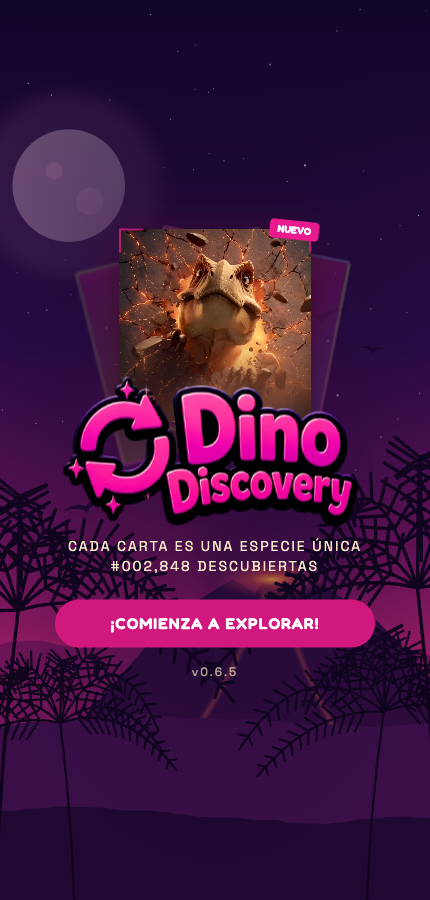 NUEVO
Dino
Discovery
CADA CARTA ES UNA ESPECIE ÚNICA
#002,848 DESCUBIERTAS
¡COMIENZA A EXPLORAR!
v0.6.5